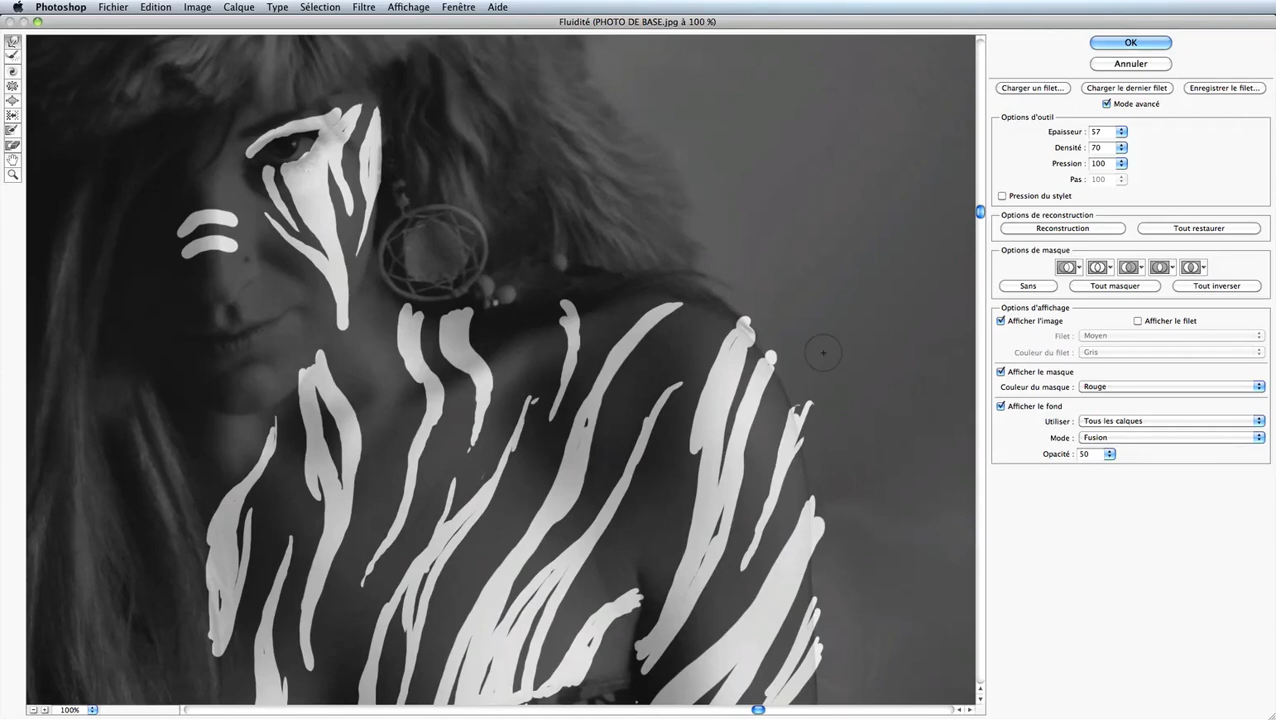 Photoshop Fichier Edition Image Calque Type Sélection Filtre Affichage Fenêtre Aide
Fluidité (PHOTO DE BASE.jpg à 100 %)
OK
Annuler
Charger un filet... Charger le dernier filet Enregistrer le filet...
Mode avancé
Options d'outil
Epaisseur : 57
Densité : 70
Pression : 100
Pas : 100
Pression du stylet
Options de reconstruction
Reconstruction Tout restaurer
Options de masque
Sans Tout masquer Tout inverser
Options d'affichage
Afficher l'image Afficher le filet
Filet : Moyen
Couleur du filet : Gris
Afficher le masque
Couleur du masque : Rouge
Afficher le fond
Utiliser : Tous les calques
Mode : Fusion
Opacité : 50
100%